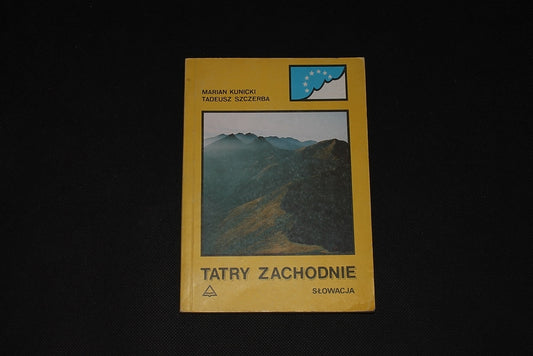 MARIAN KUNICKI
TADEUSZ SZCZERBA
TATRY ZACHODNIE
SŁOWACJA